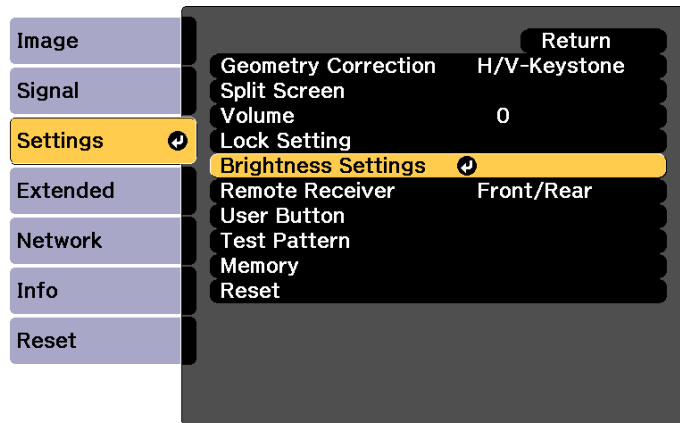 Image
Signal
Settings
Extended
Network
Info
Reset
Return
Geometry Correction H/V-Keystone
Split Screen
Volume 0
Lock Setting
Brightness Settings
Remote Receiver Front/Rear
User Button
Test Pattern
Memory
Reset